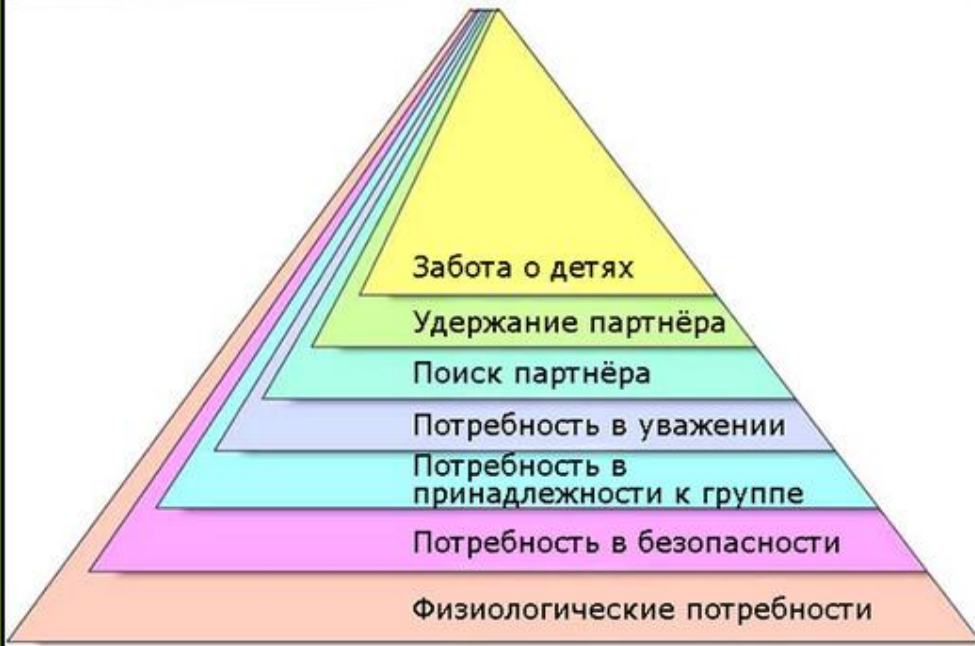 Забота о детях
Удержание партнёра
Поиск партнёра
Потребность в уважении
Потребность в
принадлежности к группе
Потребность в безопасности
Физиологические потребности